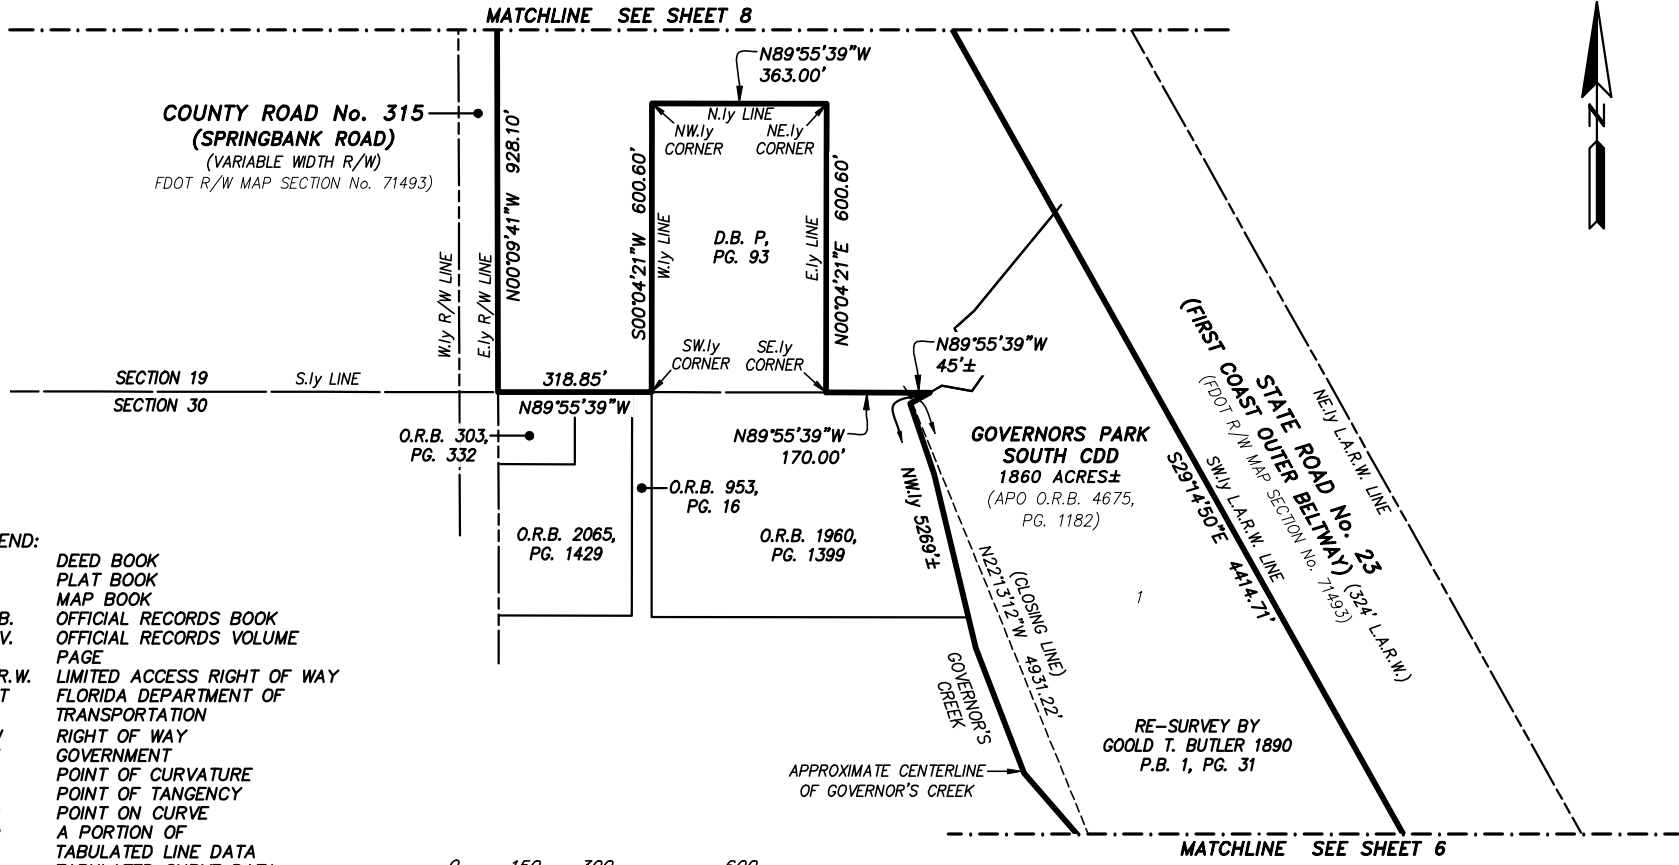 MATCHLINE SEE SHEET 8
N89°55'39"W
363.00'
COUNTY ROAD No. 315
(SPRINGBANK ROAD)
(VARIABLE WIDTH R/W)
FDOT R/W MAP SECTION No. 71493)
N00°09'41"W 928.10'
W.ly R/W LINE
E.ly R/W LINE
N.ly LINE
NW.ly
CORNER
NE.ly
CORNER
S00°04'21"W 600.60'
W.ly LINE
D.B. P,
PG. 93
E.ly LINE
N00°04'21"E 600.60'
SW.ly
CORNER
SE.ly
CORNER
N
N89°55'39"W
45'±
SECTION 19
S.ly LINE
SECTION 30
318.85'
N89°55'39"W
O.R.B. 303,
PG. 332
N89°55'39"W
170.00'
O.R.B. 953,
PG. 16
O.R.B. 2065,
PG. 1429
O.R.B. 1960,
PG. 1399
NW.ly 5269'±
GOVERNORS PARK
SOUTH CDD
1860 ACRES±
(APO O.R.B. 4675,
PG. 1182)
1
(CLOSING LINE)
N22°13'12"W 4931.22'
GOVERNOR'S
CREEK
APPROXIMATE CENTERLINE
OF GOVERNOR'S CREEK
S29°14'50"E 4414.71'
SW.ly L.A.R.W. LINE
STATE ROAD No. 23
(FIRST COAST OUTER BELTWAY) (324' L.A.R.W.)
(FDOT R/W MAP SECTION No. 71493)
NE.ly L.A.R.W. LINE
RE-SURVEY BY
GOOLD T. BUTLER 1890
P.B. 1, PG. 31
MATCHLINE SEE SHEET 6
END:
DEED BOOK
PLAT BOOK
MAP BOOK
B. OFFICIAL RECORDS BOOK
V. OFFICIAL RECORDS VOLUME
PAGE
R.W. LIMITED ACCESS RIGHT OF WAY
T FLORIDA DEPARTMENT OF
TRANSPORTATION
RIGHT OF WAY
GOVERNMENT
POINT OF CURVATURE
POINT OF TANGENCY
POINT ON CURVE
A PORTION OF
TABULATED LINE DATA
TABULATED CURVE DATA
0 150 300 600